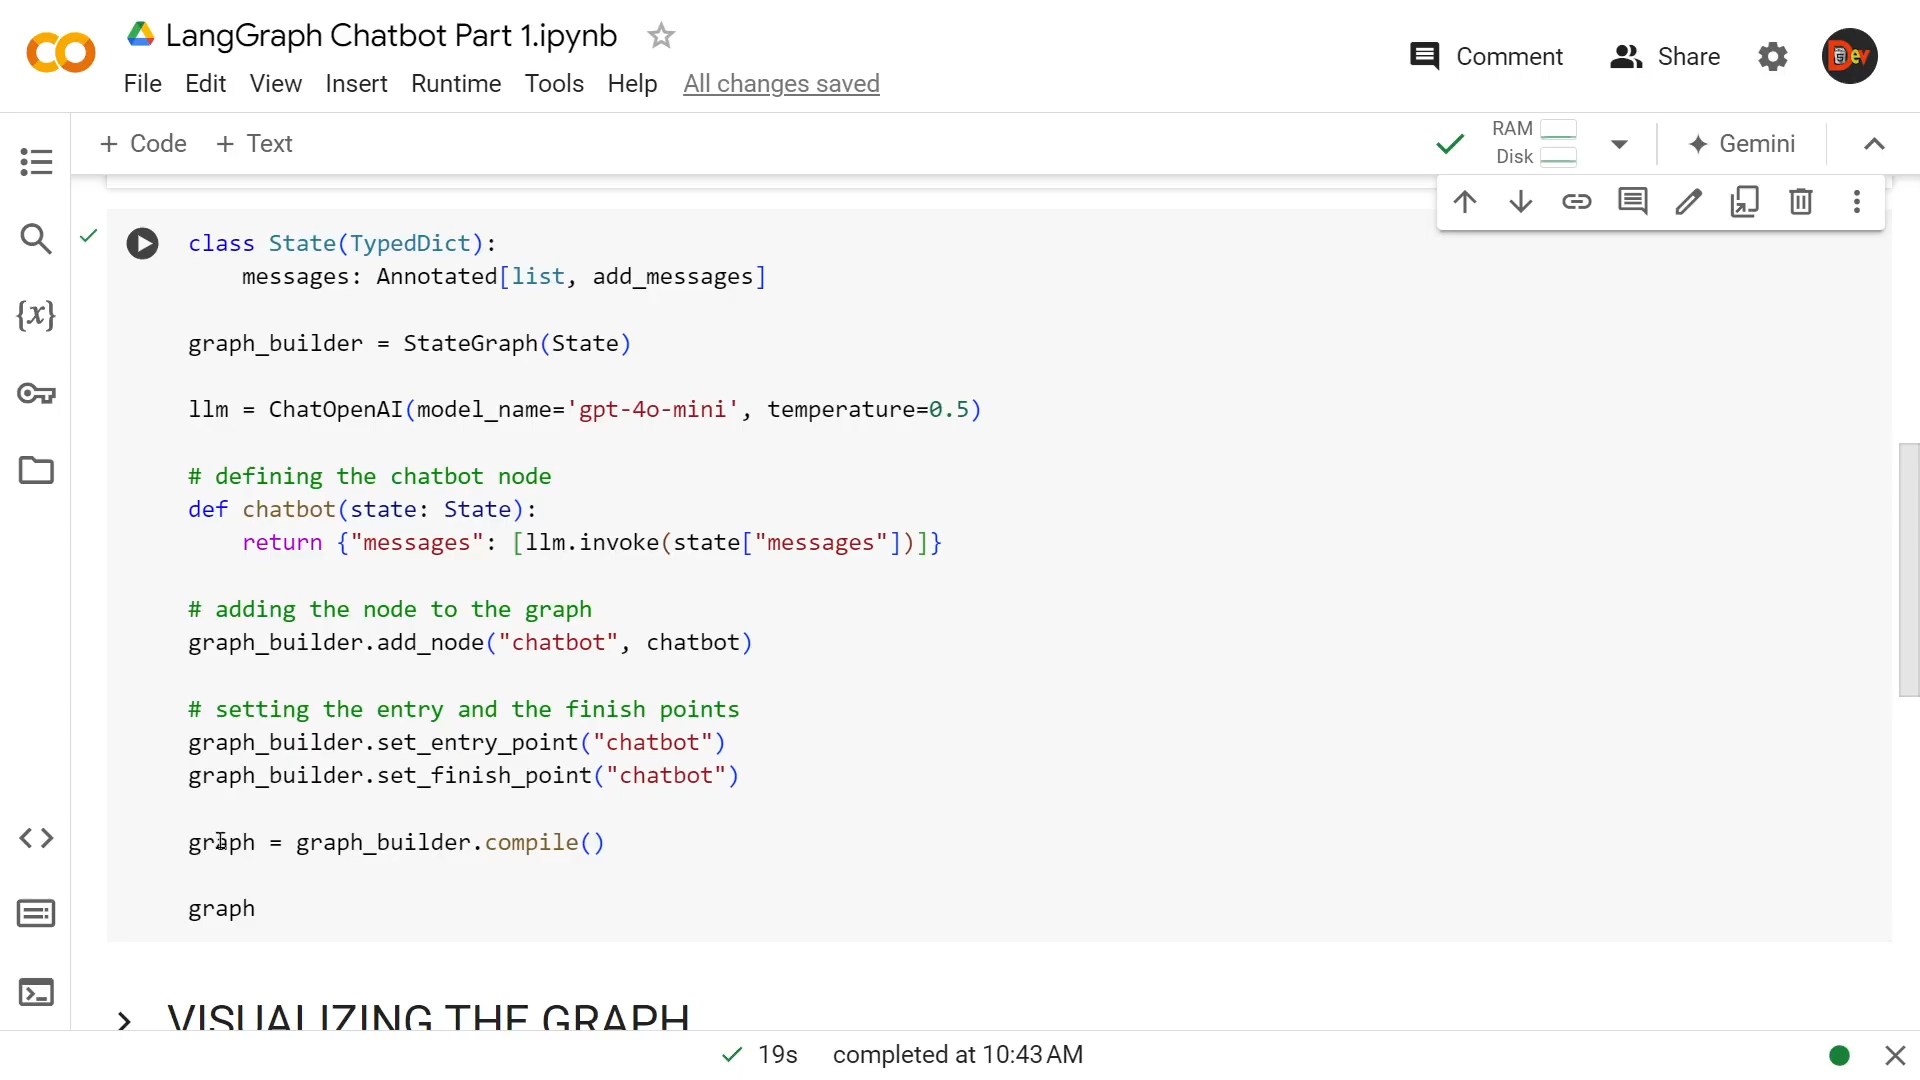 LangGraph Chatbot Part 1.ipynb
File Edit View Insert Runtime Tools Help All changes saved
Comment Share Dev
+ Code + Text
RAM
Disk
Gemini
{x}
class State(TypedDict):
    messages: Annotated[list, add_messages]
graph_builder = StateGraph(State)
llm = ChatOpenAI(model_name='gpt-4o-mini', temperature=0.5)
# defining the chatbot node
def chatbot(state: State):
    return {"messages": [llm.invoke(state["messages"])]}
# adding the node to the graph
graph_builder.add_node("chatbot", chatbot)
# setting the entry and the finish points
graph_builder.set_entry_point("chatbot")
graph_builder.set_finish_point("chatbot")
graph = graph_builder.compile()
graph
VISUALIZING THE GRAPH
19s completed at 10:43 AM